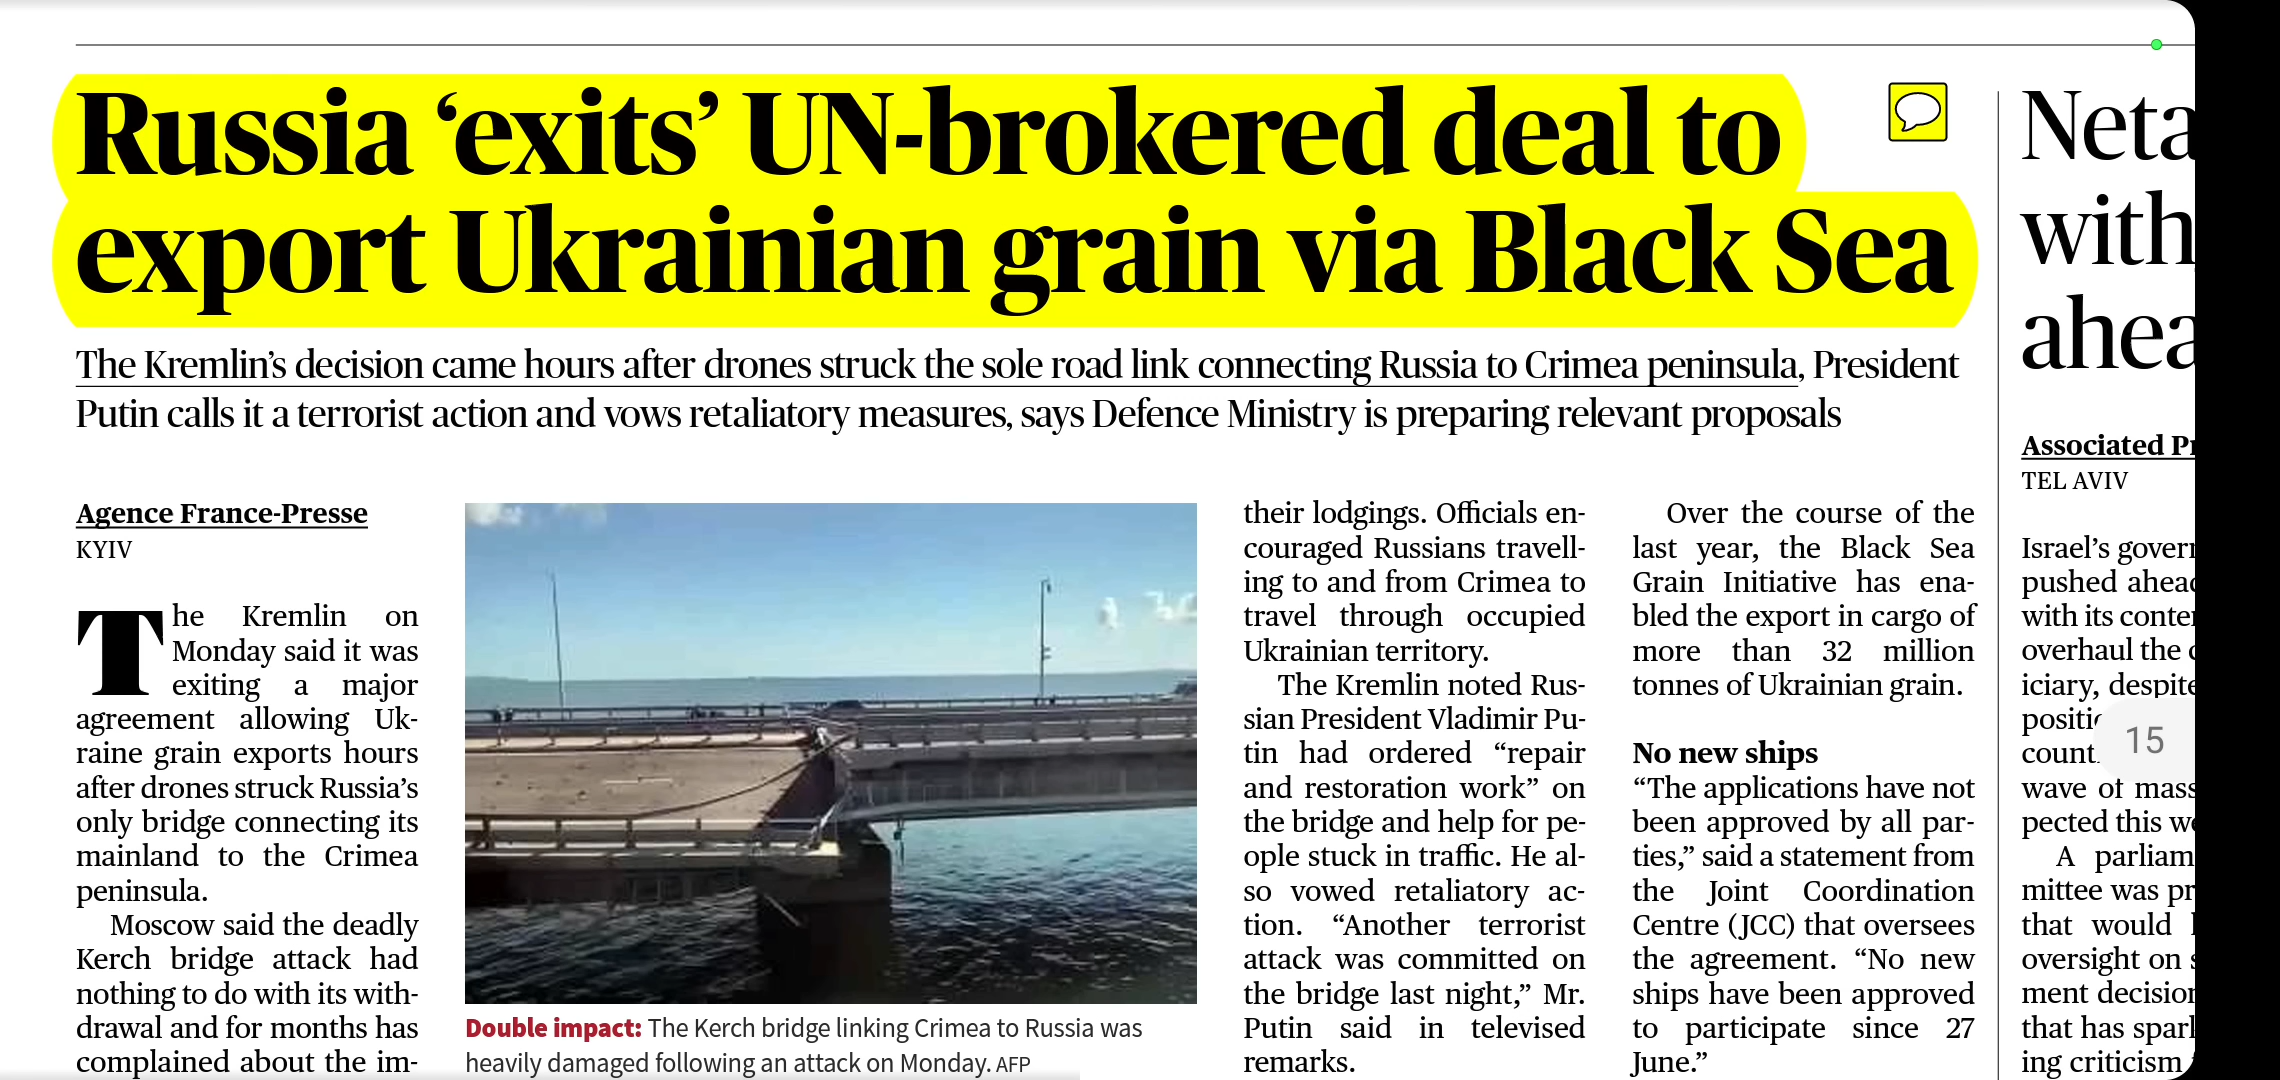 Russia ‘exits’ UN-brokered deal to
export Ukrainian grain via Black Sea
The Kremlin’s decision came hours after drones struck the sole road link connecting Russia to Crimea peninsula, President
Putin calls it a terrorist action and vows retaliatory measures, says Defence Ministry is preparing relevant proposals
Agence France-Presse
KYIV
The Kremlin on
Monday said it was
exiting a major
agreement allowing Uk-
raine grain exports hours
after drones struck Russia’s
only bridge connecting its
mainland to the Crimea
peninsula.
Moscow said the deadly
Kerch bridge attack had
nothing to do with its with-
drawal and for months has
complained about the im-
Double impact: The Kerch bridge linking Crimea to Russia was
heavily damaged following an attack on Monday. AFP
their lodgings. Officials en-
couraged Russians travell-
ing to and from Crimea to
travel through occupied
Ukrainian territory.
The Kremlin noted Rus-
sian President Vladimir Pu-
tin had ordered “repair
and restoration work” on
the bridge and help for pe-
ople stuck in traffic. He al-
so vowed retaliatory ac-
tion. “Another terrorist
attack was committed on
the bridge last night,” Mr.
Putin said in televised
remarks.
Over the course of the
last year, the Black Sea
Grain Initiative has ena-
bled the export in cargo of
more than 32 million
tonnes of Ukrainian grain.
No new ships
“The applications have not
been approved by all par-
ties,” said a statement from
the Joint Coordination
Centre (JCC) that oversees
the agreement. “No new
ships have been approved
to participate since 27
June.”
Neta
with
ahea
Associated Pr
TEL AVIV
Israel’s govern
pushed ahead
with its conten
overhaul the
iciary, despite
positi
count
wave of mass
pected this we
A parliam
mittee was pr
that would
oversight on
ment decision
that has spar
ing criticism
15